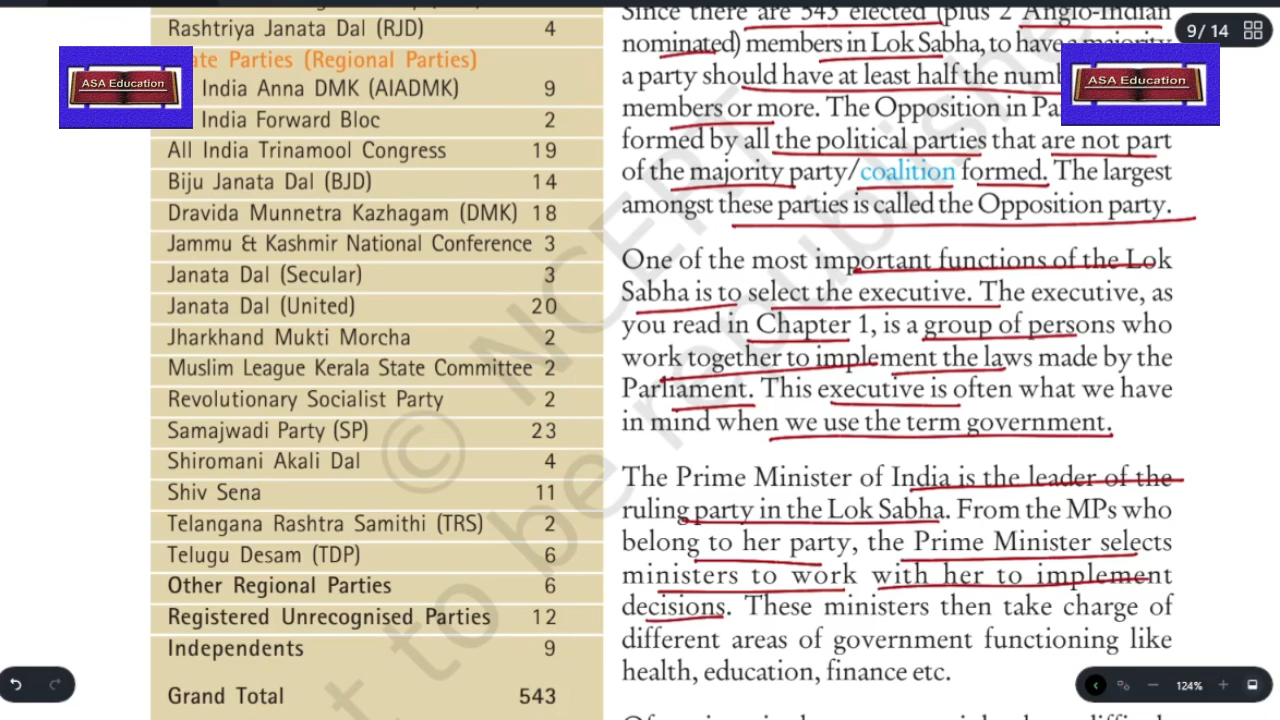 Rashtriya Janata Dal (RJD) 4
ate Parties (Regional Parties)
India Anna DMK (AIADMK) 9
India Forward Bloc 2
All India Trinamool Congress 19
Biju Janata Dal (BJD) 14
Dravida Munnetra Kazhagam (DMK) 18
Jammu & Kashmir National Conference 3
Janata Dal (Secular) 3
Janata Dal (United) 20
Jharkhand Mukti Morcha 2
Muslim League Kerala State Committee 2
Revolutionary Socialist Party 2
Samajwadi Party (SP) 23
Shiromani Akali Dal 4
Shiv Sena 11
Telangana Rashtra Samithi (TRS) 2
Telugu Desam (TDP) 6
Other Regional Parties 6
Registered Unrecognised Parties 12
Independents 9
Grand Total 543
Since there are 543 elected (plus 2 Anglo-Indian
nominated) members in Lok Sabha, to have a majority
a party should have at least half the num
members or more. The Opposition in Pa
formed by all the political parties that are not part
of the majority party/coalition formed. The largest
amongst these parties is called the Opposition party.
One of the most important functions of the Lok
Sabha is to select the executive. The executive, as
you read in Chapter 1, is a group of persons who
work together to implement the laws made by the
Parliament. This executive is often what we have
in mind when we use the term government.
The Prime Minister of India is the leader of the
ruling party in the Lok Sabha. From the MPs who
belong to her party, the Prime Minister selects
ministers to work with her to implement
decisions. These ministers then take charge of
different areas of government functioning like
health, education, finance etc.
ASA Education
ASA Education
9/14
124%
© NCERT
t to be republishe